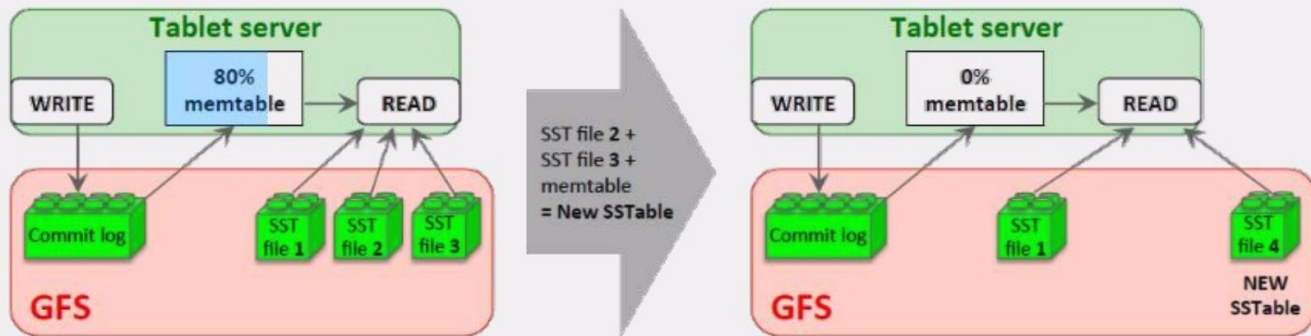 Tablet server
80%
memtable
WRITE
READ
Commit log
SST
file 1
SST
file 2
SST
file 3
GFS
SST file 2 +
SST file 3 +
memtable
= New SSTable
Tablet server
0%
memtable
WRITE
READ
Commit log
SST
file 1
SST
file 4
NEW
SSTable
GFS